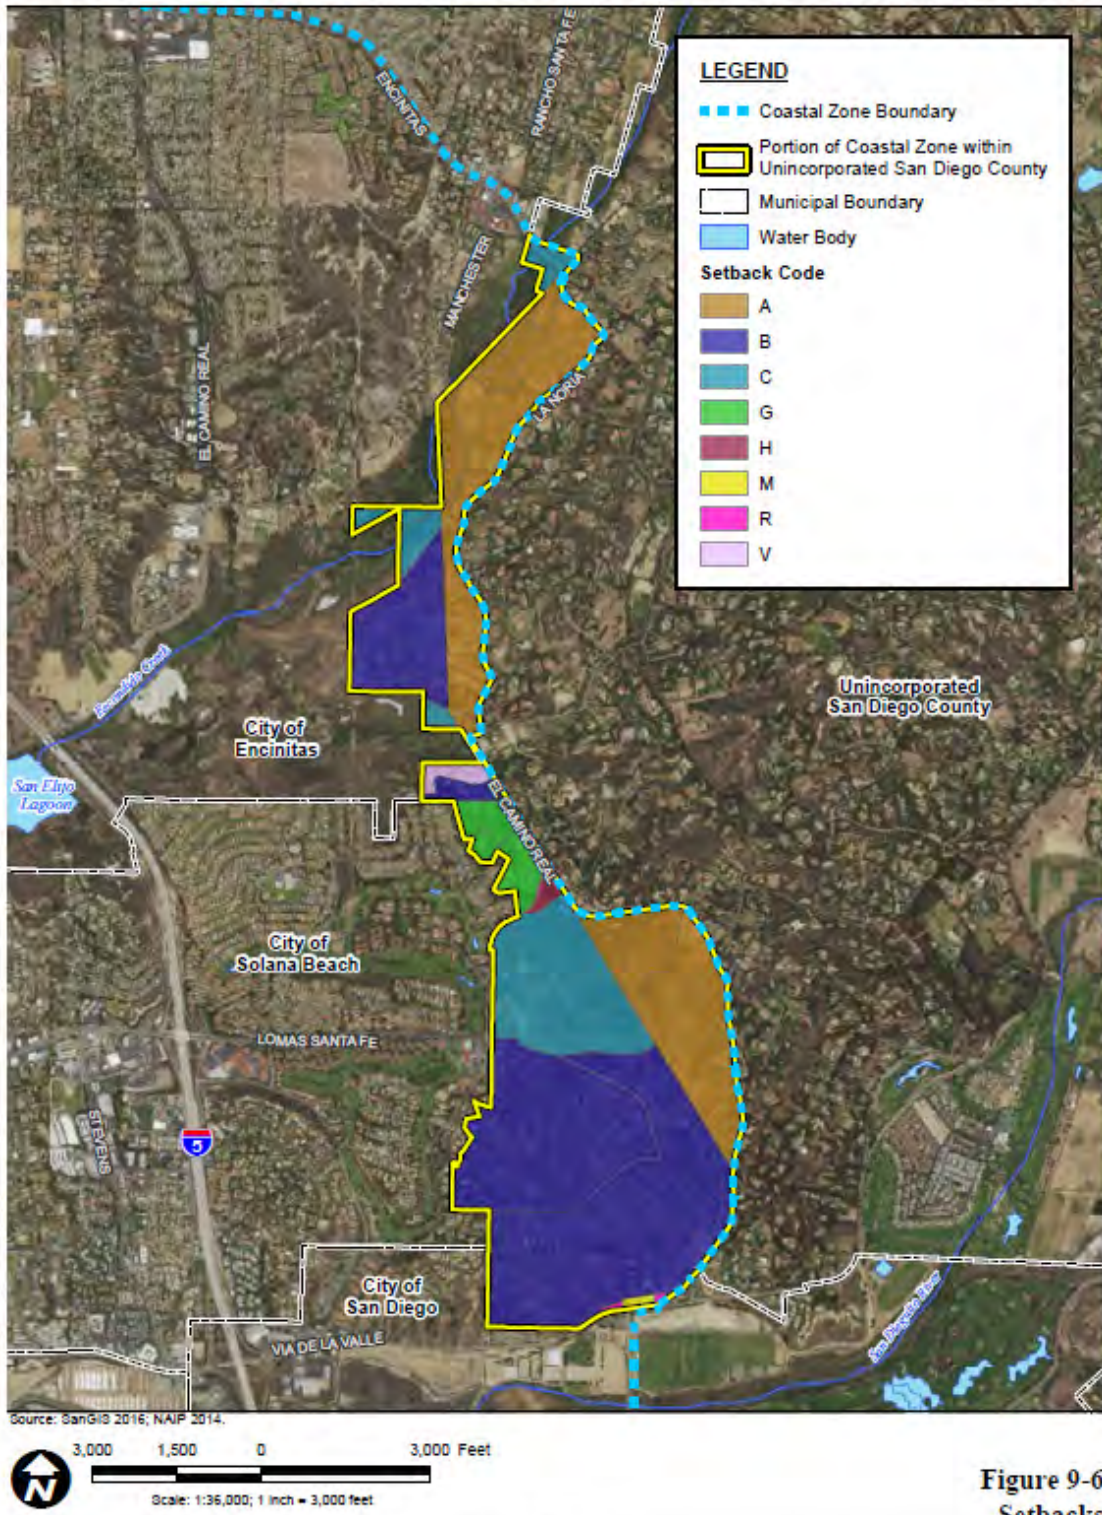 ENCINITAS
RANCHO SANTA FE
MANCHESTER
EL CAMINO REAL
LA NORIA
LEGEND
Coastal Zone Boundary
Portion of Coastal Zone within
Unincorporated San Diego County
Municipal Boundary
Water Body
Setback Code
A
B
C
G
H
M
R
V
Escondido Creek
City of
Encinitas
Unincorporated
San Diego County
San Elijo
Lagoon
EL CAMINO REAL
City of
Solana Beach
LOMAS SANTA FE
STEVENS
5
City of
San Diego
VIA DE LA VALLE
San Dieguito River
Source: SanGIS 2016; NAIP 2014.
N
3,000 1,500 0 3,000 Feet
Scale: 1:36,000; 1 inch = 3,000 feet
Figure 9-6
Setbacks